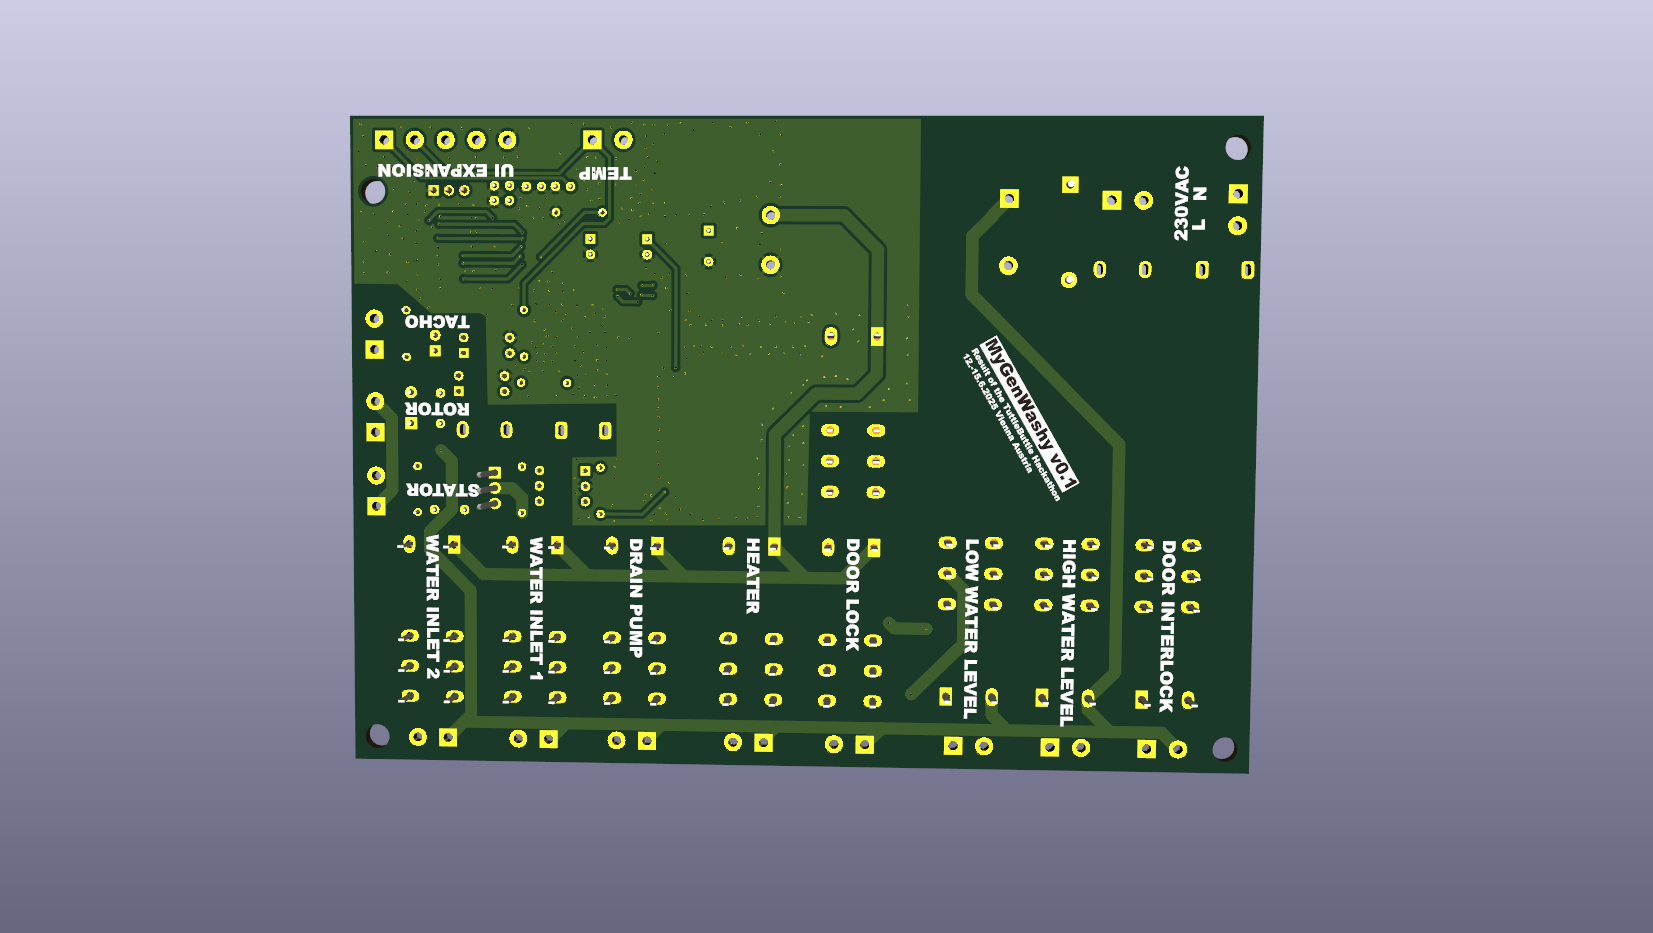 UI EXPANSION
TEMP
230VAC
L N
TACHO
ROTOR
STATOR
MyGenWashy v0.1
Result of the TuttleButtle Hackathon
12.-15.6.2025 Vienna Austria
WATER INLET 2
WATER INLET 1
DRAIN PUMP
HEATER
DOOR LOCK
LOW WATER LEVEL
HIGH WATER LEVEL
DOOR INTERLOCK